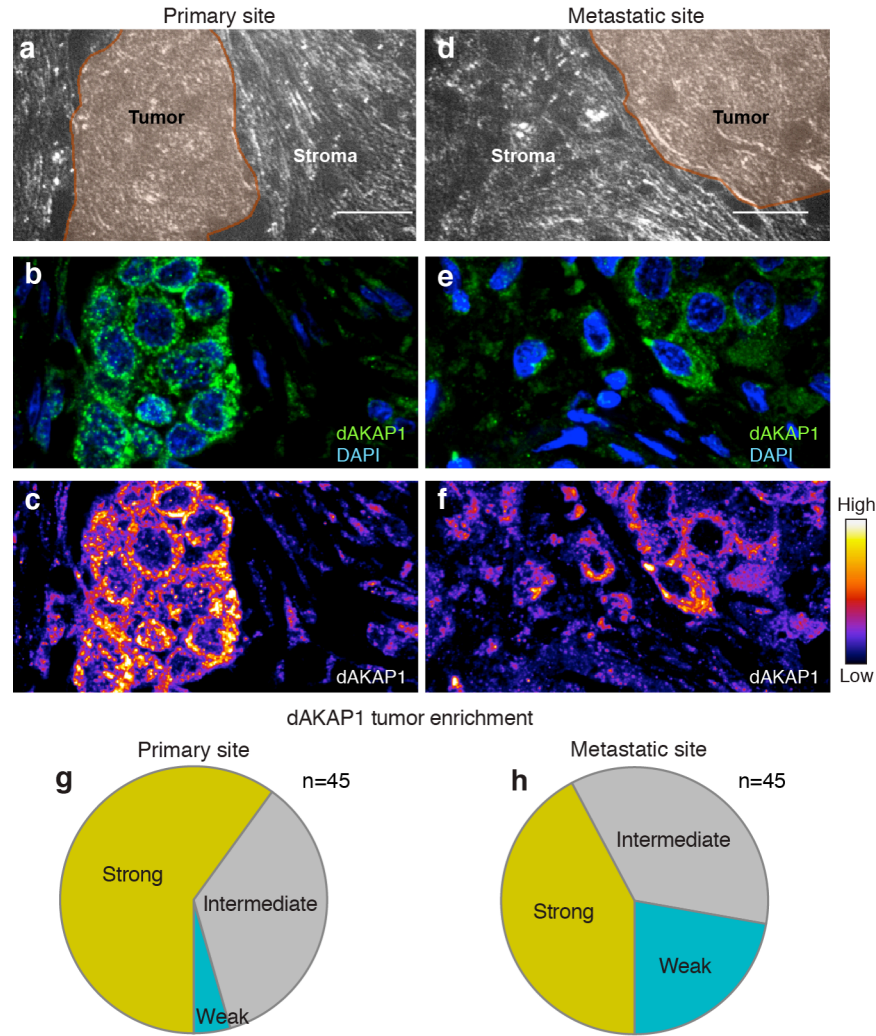 Primary site
Metastatic site
a
Tumor
Stroma
d
Stroma
Tumor
b
dAKAP1
DAPI
e
dAKAP1
DAPI
c
dAKAP1
f
dAKAP1
High
Low
dAKAP1 tumor enrichment
Primary site
g
n=45
Strong
Intermediate
Weak
Metastatic site
h
n=45
Intermediate
Strong
Weak